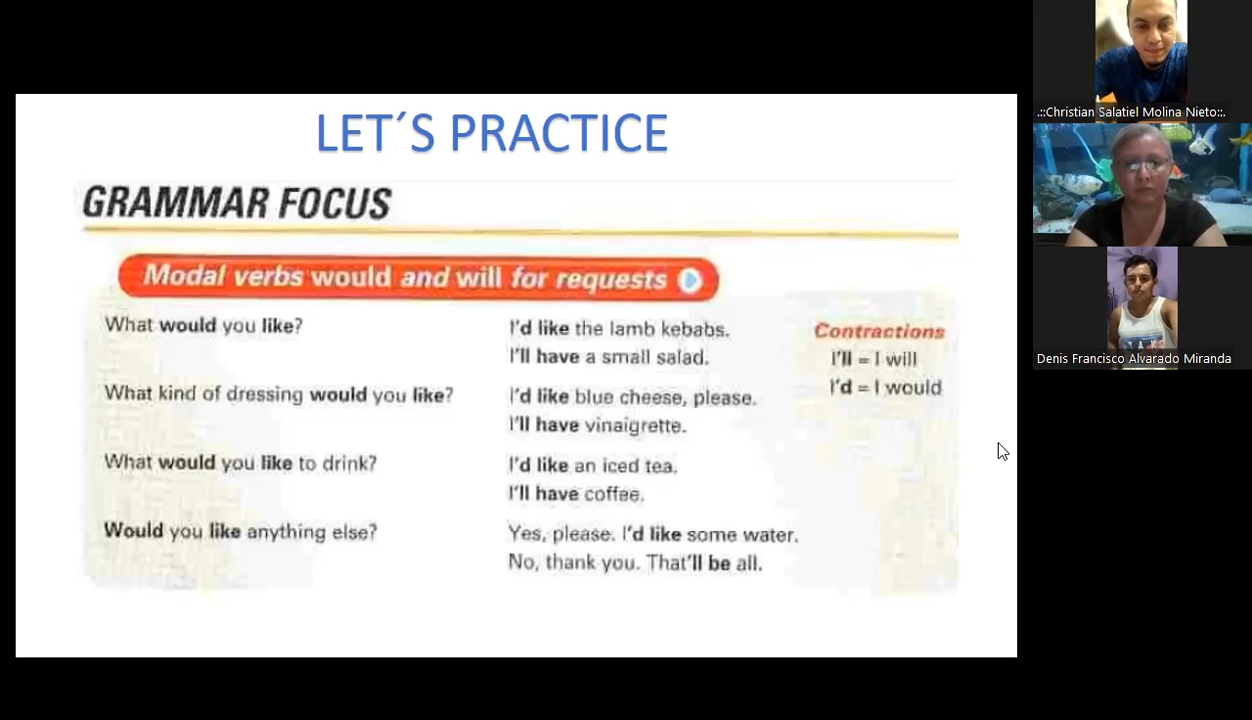 LET´S PRACTICE
GRAMMAR FOCUS
Modal verbs would and will for requests
What would you like?
I'd like the lamb kebabs.
I'll have a small salad.
What kind of dressing would you like?
I'd like blue cheese, please.
I'll have vinaigrette.
What would you like to drink?
I'd like an iced tea.
I'll have coffee.
Would you like anything else?
Yes, please. I'd like some water.
No, thank you. That'll be all.
Contractions
I'll = I will
I'd = I would
.::Christian Salatiel Molina Nieto::.
Denis Francisco Alvarado Miranda